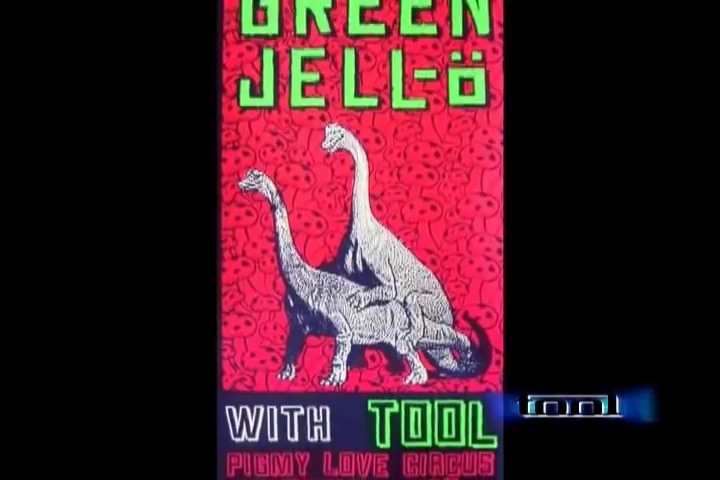 GREEN
JELL-ö
WITH TOOL
PIGMY LOVE CIRCUS
tool